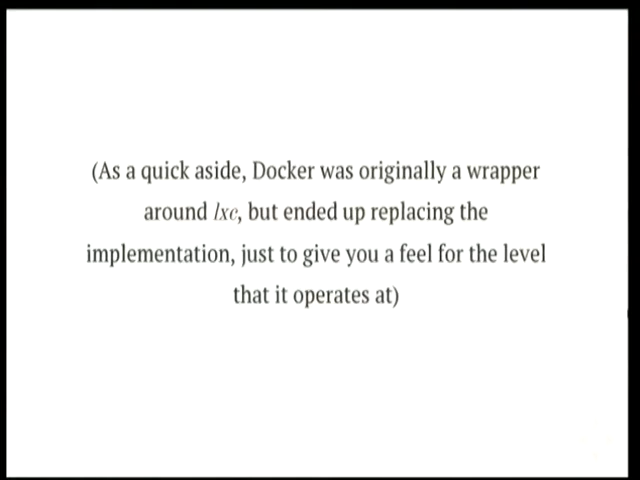 (As a quick aside, Docker was originally a wrapper
around lxc, but ended up replacing the
implementation, just to give you a feel for the level
that it operates at)